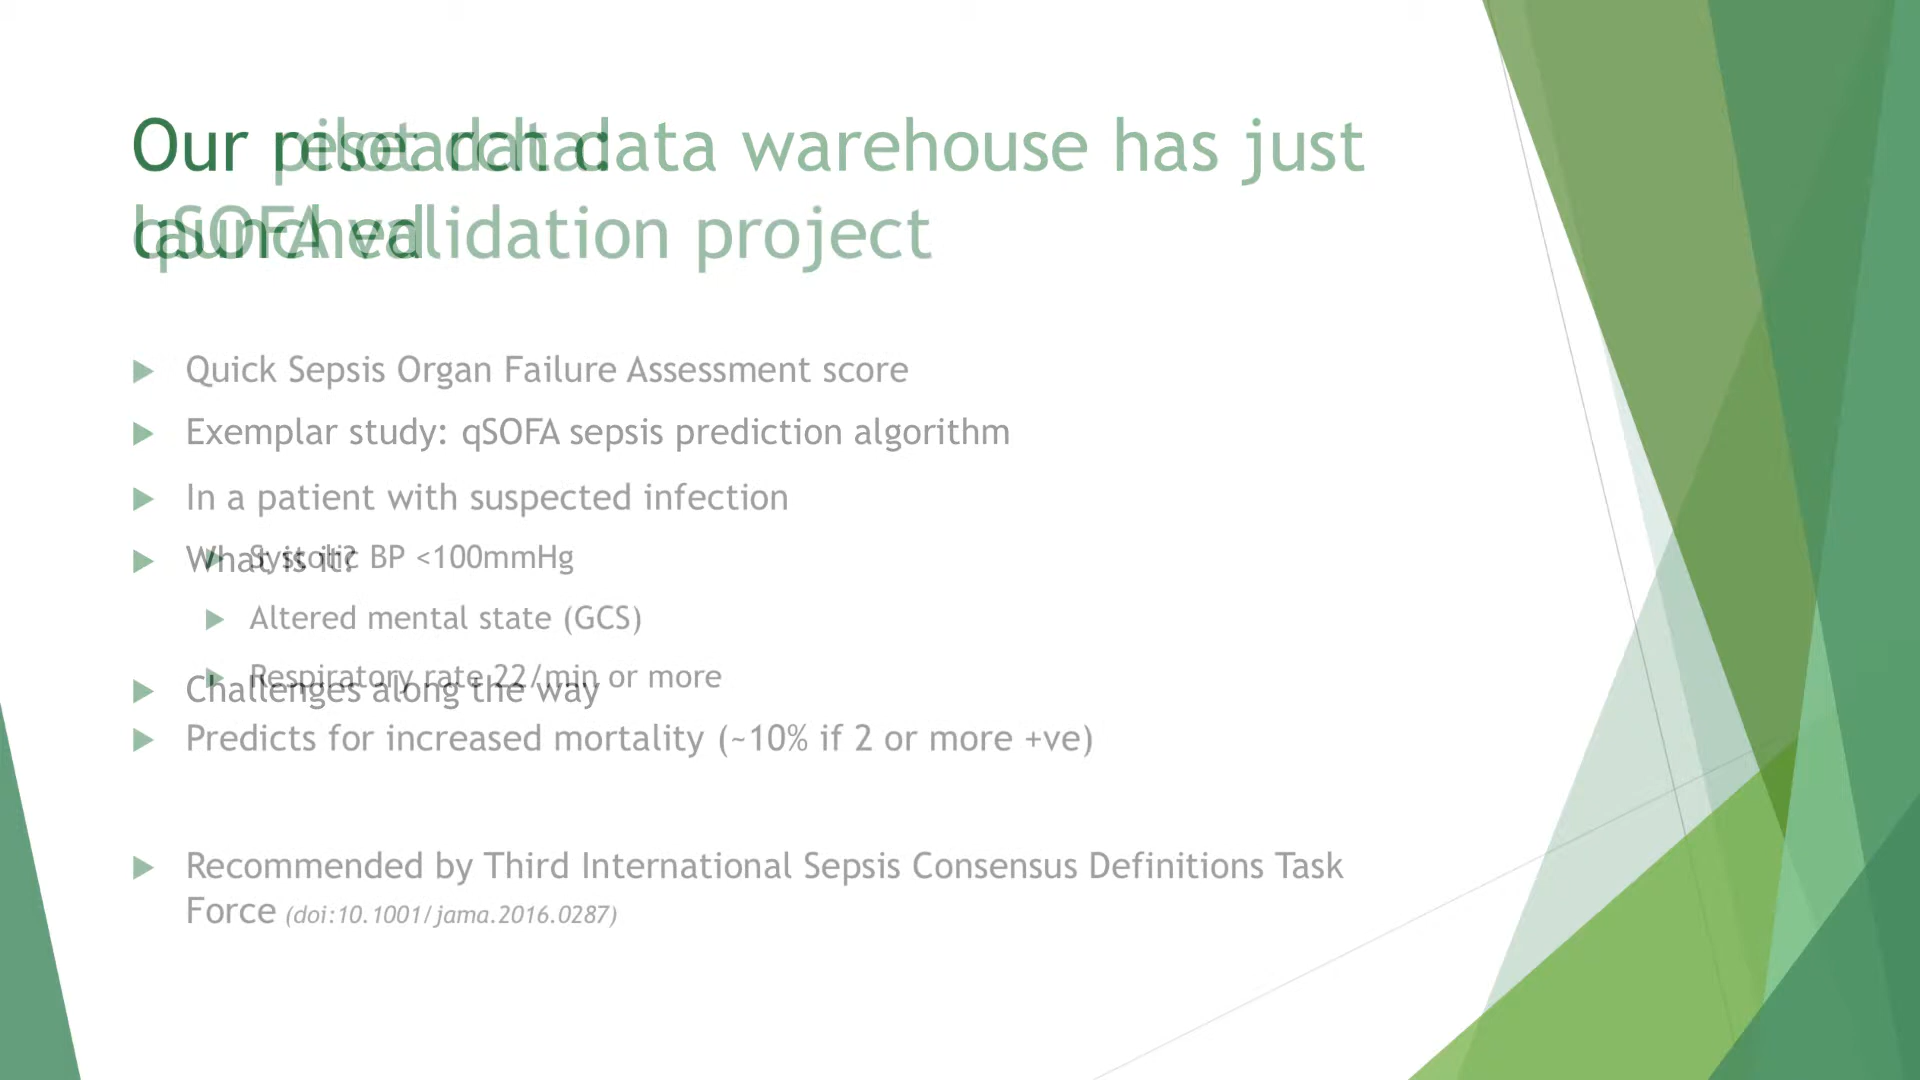 Our research data warehouse has just
launched
Our pilot data:
qSOFA validation project
Quick Sepsis Organ Failure Assessment score
Exemplar study: qSOFA sepsis prediction algorithm
In a patient with suspected infection
What is it?
Systolic BP <100mmHg
Altered mental state (GCS)
Respiratory rate 22/min or more
Challenges along the way
Predicts for increased mortality (~10% if 2 or more +ve)
Recommended by Third International Sepsis Consensus Definitions Task
Force (doi:10.1001/jama.2016.0287)